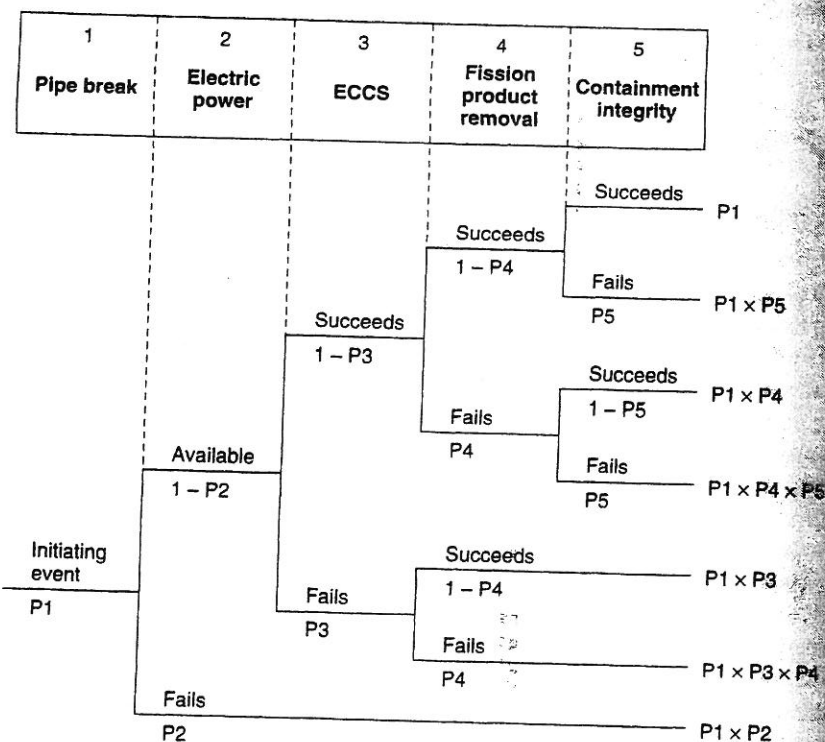 1
2
3
4
5
Pipe break
Electric
power
ECCS
Fission
product
removal
Containment
integrity
Succeeds
P1
Succeeds
1 – P4
Fails
P5
P1 × P5
Succeeds
1 – P3
Succeeds
1 – P5
P1 × P4
Fails
P4
Fails
P5
P1 × P4 × P5
Available
1 – P2
Initiating
event
P1
Succeeds
1 – P4
P1 × P3
Fails
P3
Fails
P4
P1 × P3 × P4
Fails
P2
P1 × P2